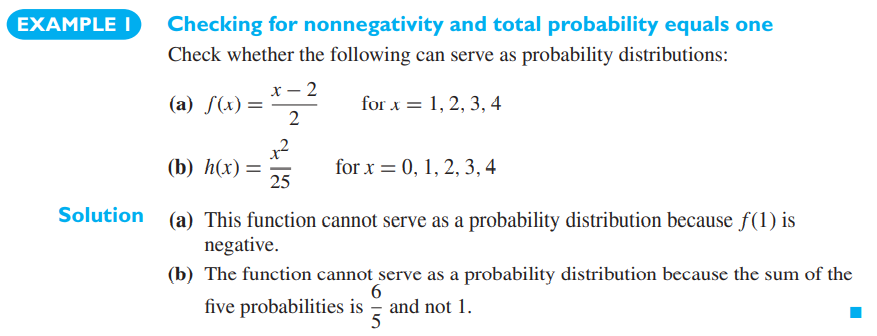 EXAMPLE 1 Checking for nonnegativity and total probability equals one
Check whether the following can serve as probability distributions:
(a) f(x) = \frac{x − 2}{2} for x = 1, 2, 3, 4
(b) h(x) = \frac{x^2}{25} for x = 0, 1, 2, 3, 4
Solution (a) This function cannot serve as a probability distribution because f(1) is
negative.
(b) The function cannot serve as a probability distribution because the sum of the
five probabilities is \frac{6}{5} and not 1.